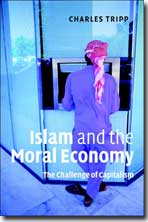 CHARLES TRIPP
Islam and the
Moral Economy
The Challenge of Capitalism